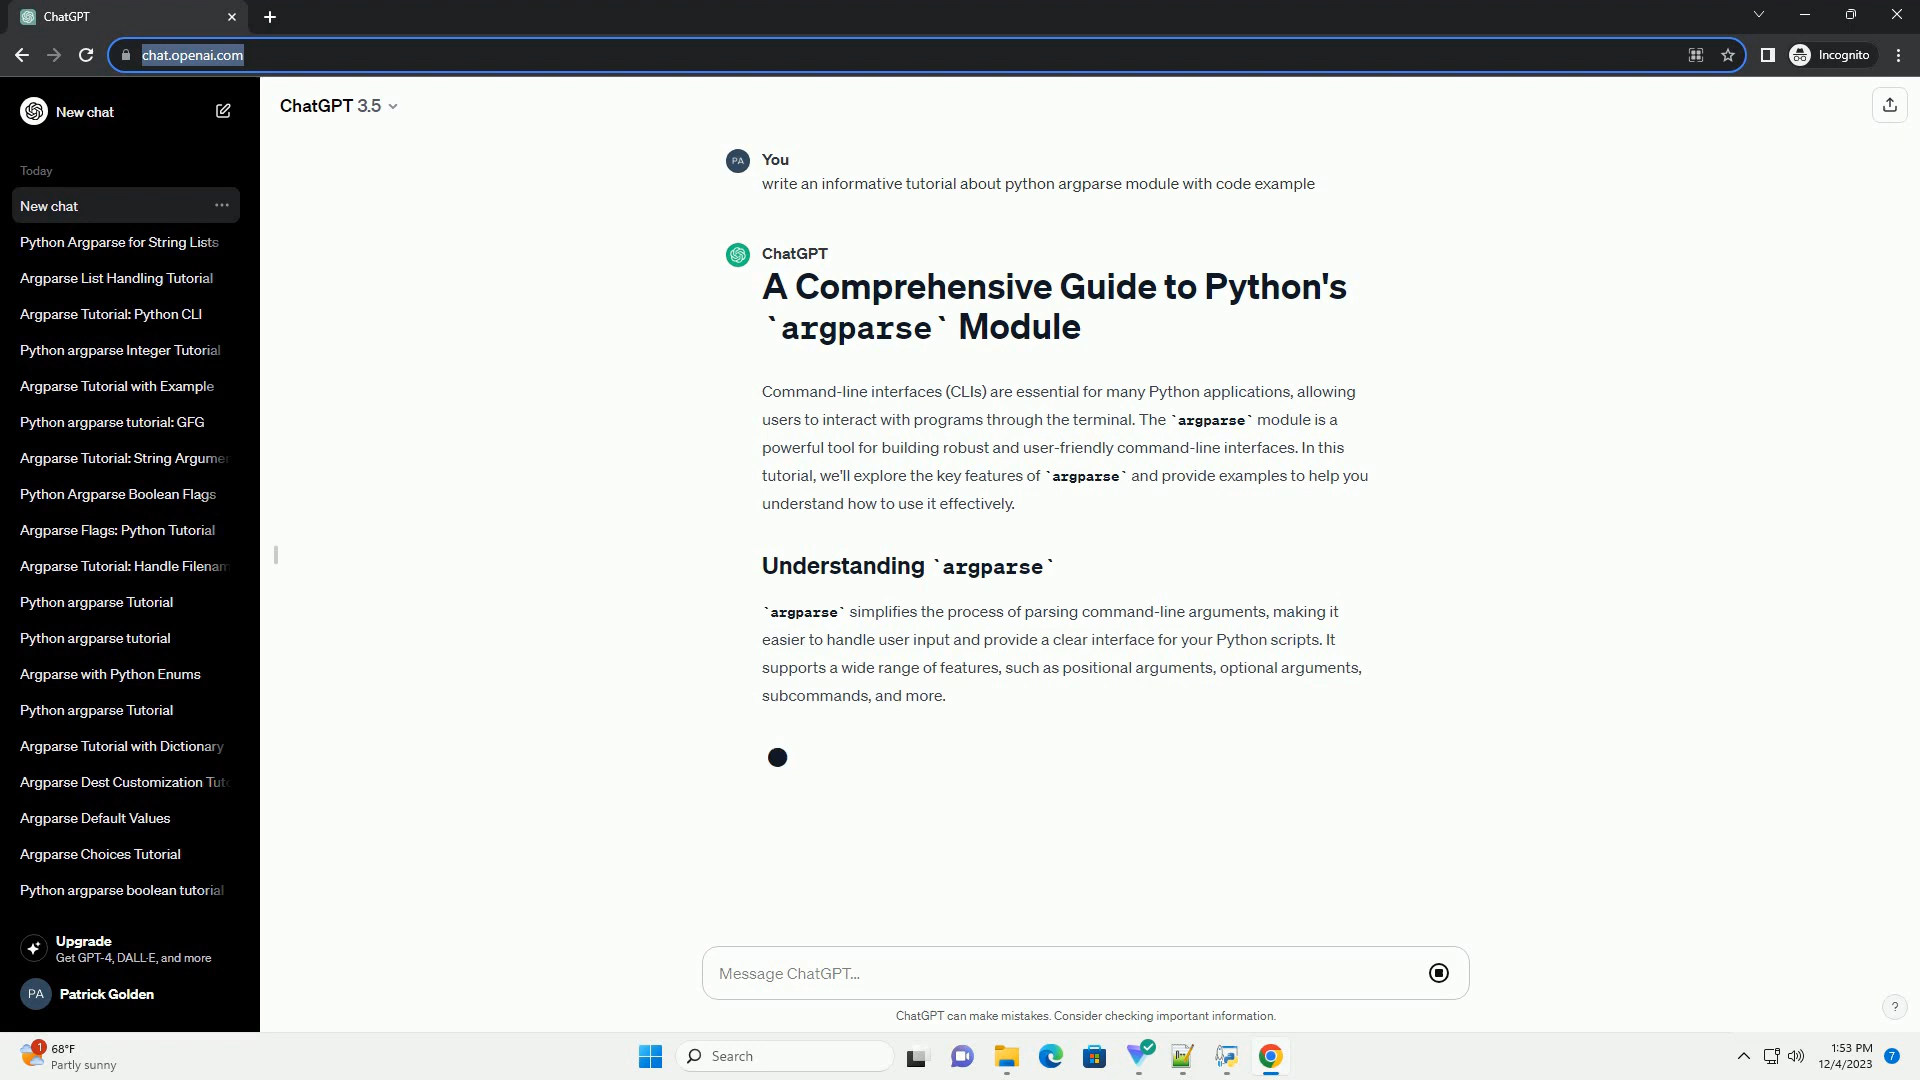 ChatGPT
chat.openai.com
Incognito
New chat
Today
New chat
Python Argparse for String Lists
Argparse List Handling Tutorial
Argparse Tutorial: Python CLI
Python argparse Integer Tutorial
Argparse Tutorial with Example
Python argparse tutorial: GFG
Argparse Tutorial: String Argumen
Python Argparse Boolean Flags
Argparse Flags: Python Tutorial
Argparse Tutorial: Handle Filenam
Python argparse Tutorial
Python argparse tutorial
Argparse with Python Enums
Python argparse Tutorial
Argparse Tutorial with Dictionary
Argparse Dest Customization Tut
Argparse Default Values
Argparse Choices Tutorial
Python argparse boolean tutorial
Upgrade
Get GPT-4, DALL·E, and more
PA
Patrick Golden
ChatGPT 3.5
PA
You
write an informative tutorial about python argparse module with code example
ChatGPT
A Comprehensive Guide to Python's
`argparse` Module
Command-line interfaces (CLIs) are essential for many Python applications, allowing
users to interact with programs through the terminal. The `argparse` module is a
powerful tool for building robust and user-friendly command-line interfaces. In this
tutorial, we'll explore the key features of `argparse` and provide examples to help you
understand how to use it effectively.
Understanding `argparse`
`argparse` simplifies the process of parsing command-line arguments, making it
easier to handle user input and provide a clear interface for your Python scripts. It
supports a wide range of features, such as positional arguments, optional arguments,
subcommands, and more.
Message ChatGPT...
ChatGPT can make mistakes. Consider checking important information.
?
1
68°F
Partly sunny
Search
1:53 PM
12/4/2023
7